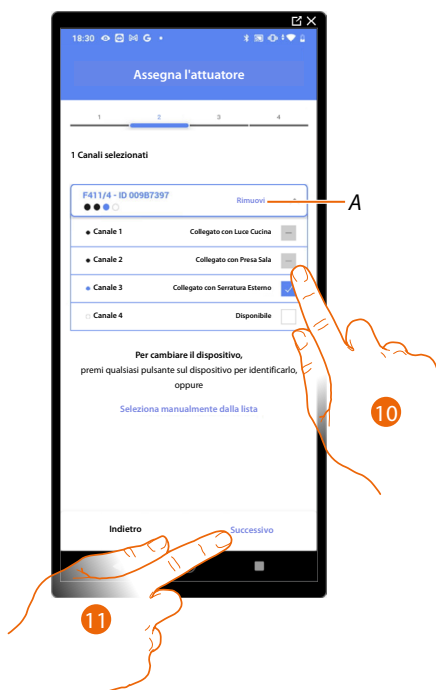 18:30 G
Assegna l'attuatore
1 2 3 4
1 Canali selezionati
F411/4 - ID 009B7397
Rimuovi
A
Canale 1 Collegato con Luce Cucina
Canale 2 Collegato con Presa Sala
Canale 3 Collegato con Serratura Esterno
Canale 4 Disponibile
Per cambiare il dispositivo,
premi qualsiasi pulsante sul dispositivo per identificarlo,
oppure
Seleziona manualmente dalla lista
10
Indietro Successivo
11